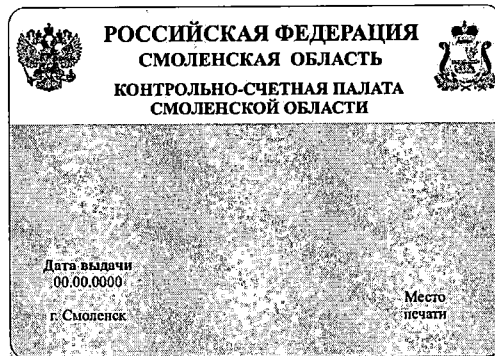 РОССИЙСКАЯ ФЕДЕРАЦИЯ
СМОЛЕНСКАЯ ОБЛАСТЬ
КОНТРОЛЬНО-СЧЕТНАЯ ПАЛАТА
СМОЛЕНСКОЙ ОБЛАСТИ
Дата выдачи
00.00.0000
г. Смоленск
Место
печати